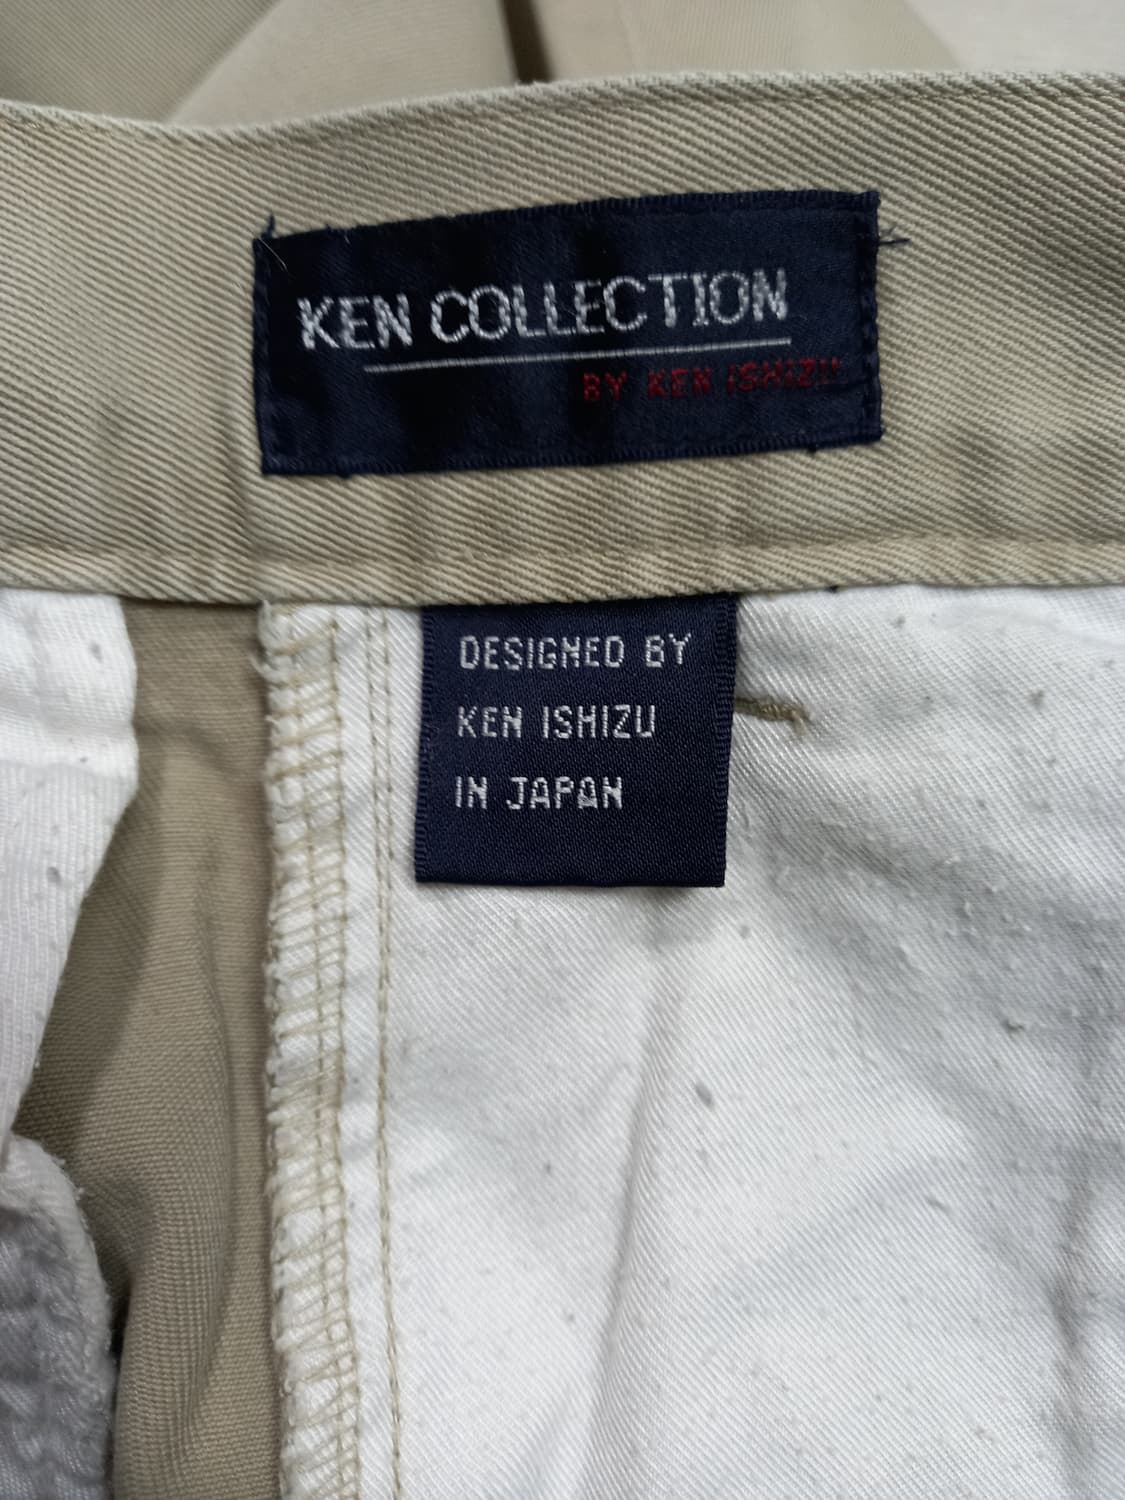 KEN COLLECTION
BY KEN ISHIZU
DESIGNED BY
KEN ISHIZU
IN JAPAN